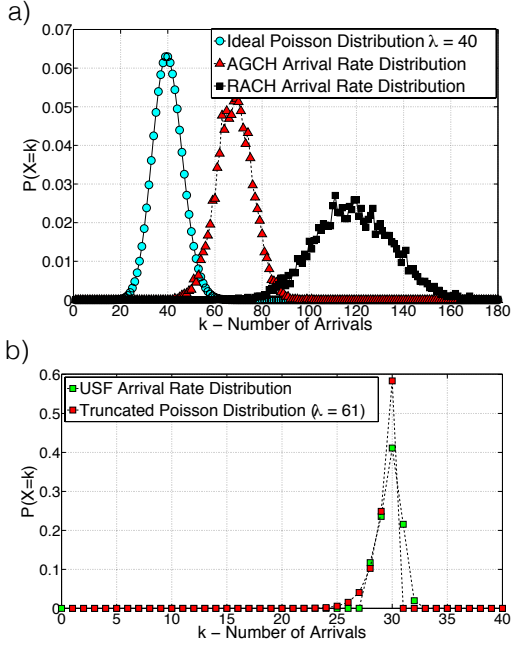 a)
0.07
0.06
0.05
0.04
0.03
0.02
0.01
0
P(X=k)
Ideal Poisson Distribution λ = 40
AGCH Arrival Rate Distribution
RACH Arrival Rate Distribution
0 20 40 60 80 100 120 140 160 180
k − Number of Arrivals
b)
0.6
0.5
0.4
0.3
0.2
0.1
0
P(X=k)
USF Arrival Rate Distribution
Truncated Poisson Distribution (λ = 61)
0 5 10 15 20 25 30 35 40
k − Number of Arrivals